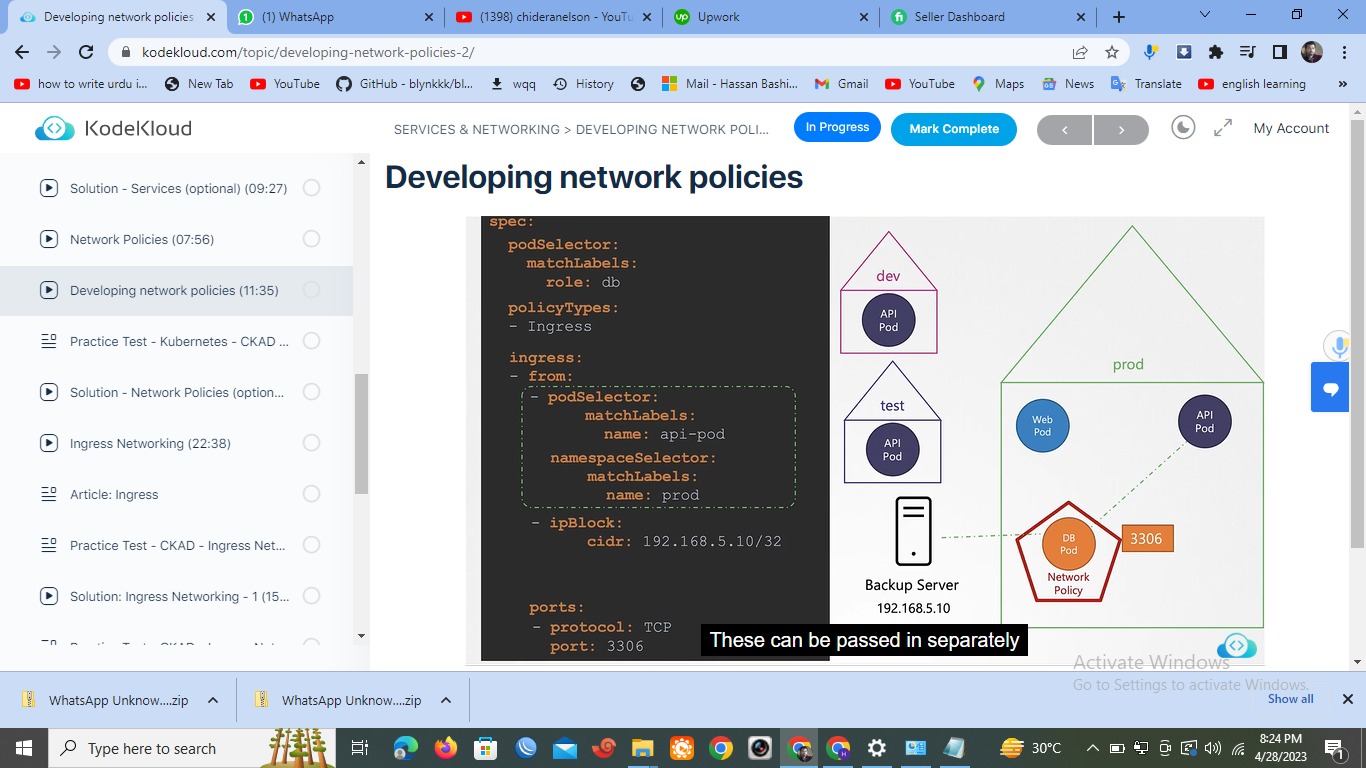 Developing network policies
(1) WhatsApp
(1398) chideranelson - YouTu
Upwork
Seller Dashboard
kodekloud.com/topic/developing-network-policies-2/
how to write urdu i...
New Tab
YouTube
GitHub - blynkkk/bl...
wqq
History
Mail - Hassan Bashi...
Gmail
YouTube
Maps
News
Translate
english learning
»
KodeKloud
SERVICES & NETWORKING > DEVELOPING NETWORK POLI...
In Progress
Mark Complete
My Account
Solution - Services (optional) (09:27)
Network Policies (07:56)
Developing network policies (11:35)
Practice Test - Kubernetes - CKAD ...
Solution - Network Policies (option...
Ingress Networking (22:38)
Article: Ingress
Practice Test - CKAD - Ingress Net...
Solution: Ingress Networking - 1 (15...
Developing network policies
spec:
podSelector:
matchLabels:
role: db
policyTypes:
- Ingress
ingress:
- from:
- podSelector:
matchLabels:
name: api-pod
namespaceSelector:
matchLabels:
name: prod
- ipBlock:
cidr: 192.168.5.10/32
ports:
- protocol: TCP
port: 3306
dev
API
Pod
test
API
Pod
Backup Server
192.168.5.10
prod
Web
Pod
API
Pod
DB
Pod
Network
Policy
3306
These can be passed in separately
Activate Windows
Go to Settings to activate Windows.
WhatsApp Unknow....zip
WhatsApp Unknow....zip
Show all
Type here to search
30°C
8:24 PM
4/28/2023
1